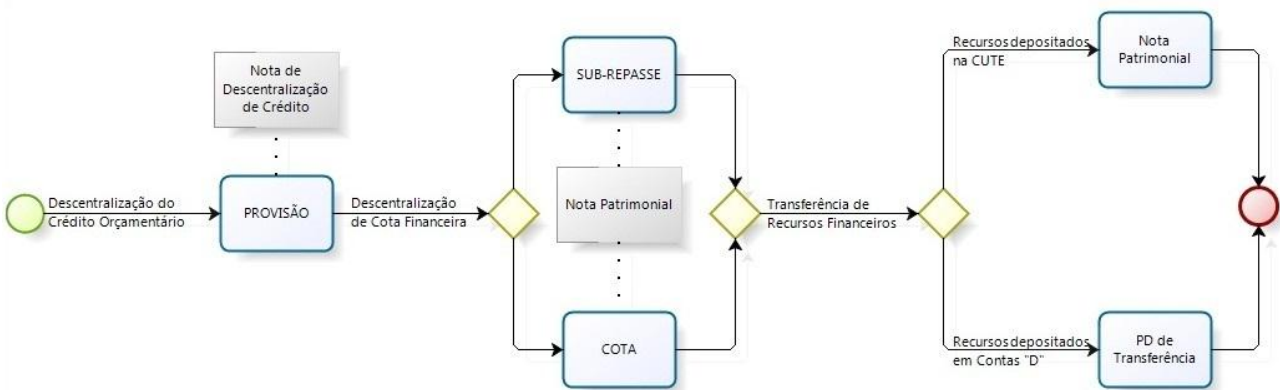 Nota de
Descentralização
de Crédito
Descentralização do
Crédito Orçamentário
PROVISÃO
Descentralização
de Cota Financeira
SUB-REPASSE
Nota Patrimonial
COTA
Transferência de
Recursos Financeiros
Recursos depositados
na CUTE
Nota
Patrimonial
Recursos depositados
em Contas "D"
PD de
Transferência